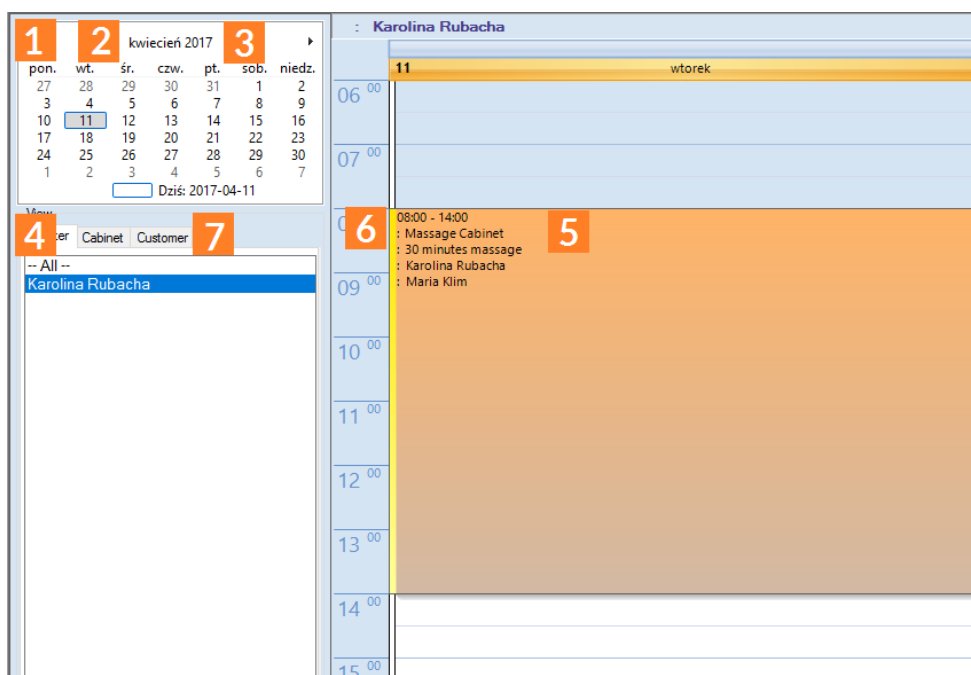 : Karolina Rubacha
1 2 3
kwiecień 2017
pon. wt. śr. czw. pt. sob. niedz.
27 28 29 30 31 1 2
3 4 5 6 7 8 9
10 11 12 13 14 15 16
17 18 19 20 21 22 23
24 25 26 27 28 29 30
1 2 3 4 5 6 7
Dziś: 2017-04-11
View
4 7
Cabinet Customer
-- All --
Karolina Rubacha
11 wtorek
06 00
07 00
6 5
08:00 - 14:00
: Massage Cabinet
: 30 minutes massage
: Karolina Rubacha
: Maria Klim
09 00
10 00
11 00
12 00
13 00
14 00
15 00